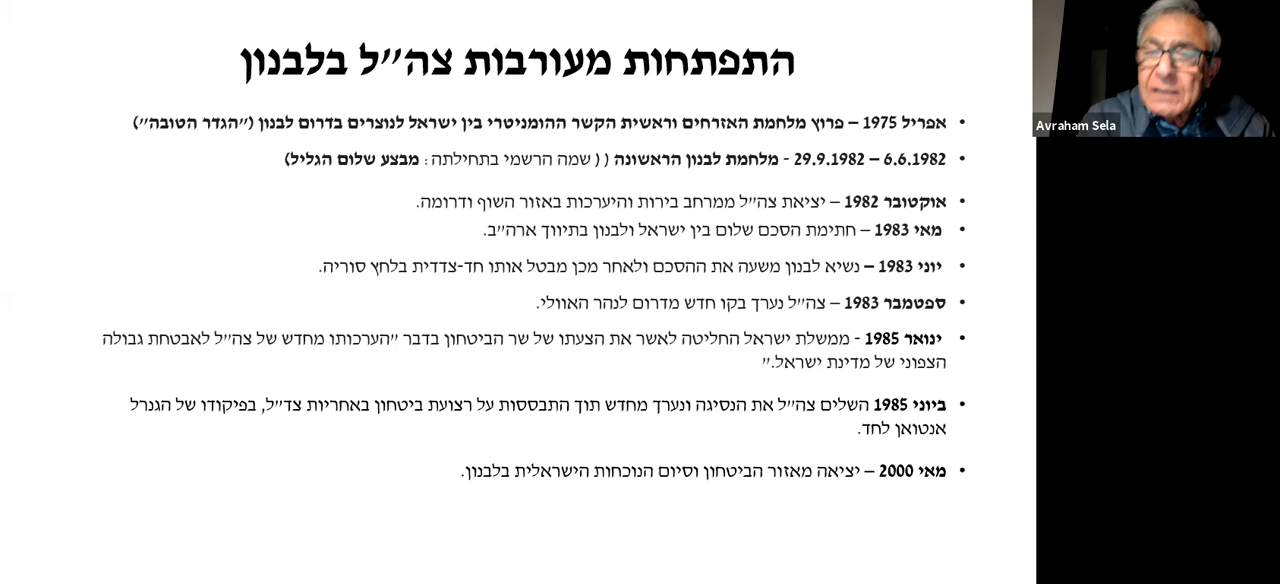 התפתחות מעורבות צה"ל בלבנון
• אפריל 1975 – פרוץ מלחמת האזרחים וראשית הקשר ההומניטרי בין ישראל לנוצרים בדרום לבנון ("הגדר הטובה")
• 6.6.1982 – 29.9.1982 - מלחמת לבנון הראשונה ( ( שמה הרשמי בתחילתה : מבצע שלום הגליל)
• אוקטובר 1982 – יציאת צה"ל ממרחב בירות והיערכות באזור השוף ודרומה.
• מאי 1983 – חתימת הסכם שלום בין ישראל ולבנון בתיווך ארה"ב.
• יוני 1983 – נשיא לבנון משעה את ההסכם ולאחר מכן מבטל אותו חד-צדדית בלחץ סוריה.
• ספטמבר 1983 – צה"ל נערך בקו חדש מדרום לנהר האוולי.
• ינואר 1985 - ממשלת ישראל החליטה לאשר את הצעתו של שר הביטחון בדבר "הערכותו מחדש של צה"ל לאבטחת גבולה
הצפוני של מדינת ישראל."
• ביוני 1985 השלים צה"ל את הנסיגה ונערך מחדש תוך התבססות על רצועת ביטחון באחריות צד"ל, בפיקודו של הגנרל
אנטואן לחד.
• מאי 2000 – יציאה מאזור הביטחון וסיום הנוכחות הישראלית בלבנון.
Avraham Sela